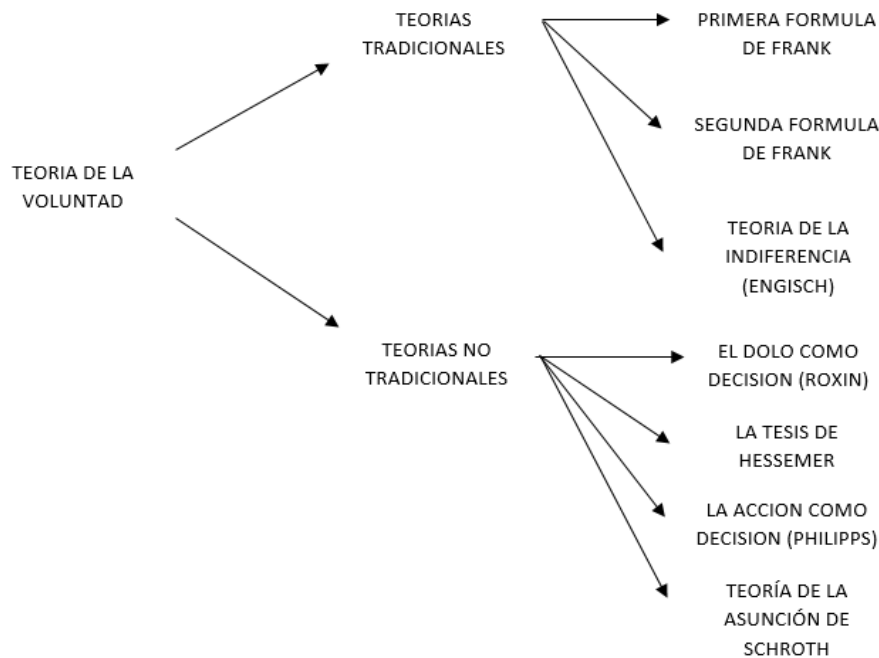 TEORIA DE LA
VOLUNTAD
TEORIAS
TRADICIONALES
PRIMERA FORMULA
DE FRANK
SEGUNDA FORMULA
DE FRANK
TEORIA DE LA
INDIFERENCIA
(ENGISCH)
TEORIAS NO
TRADICIONALES
EL DOLO COMO
DECISION (ROXIN)
LA TESIS DE
HESSEMER
LA ACCION COMO
DECISION (PHILIPPS)
TEORÍA DE LA
ASUNCIÓN DE
SCHROTH